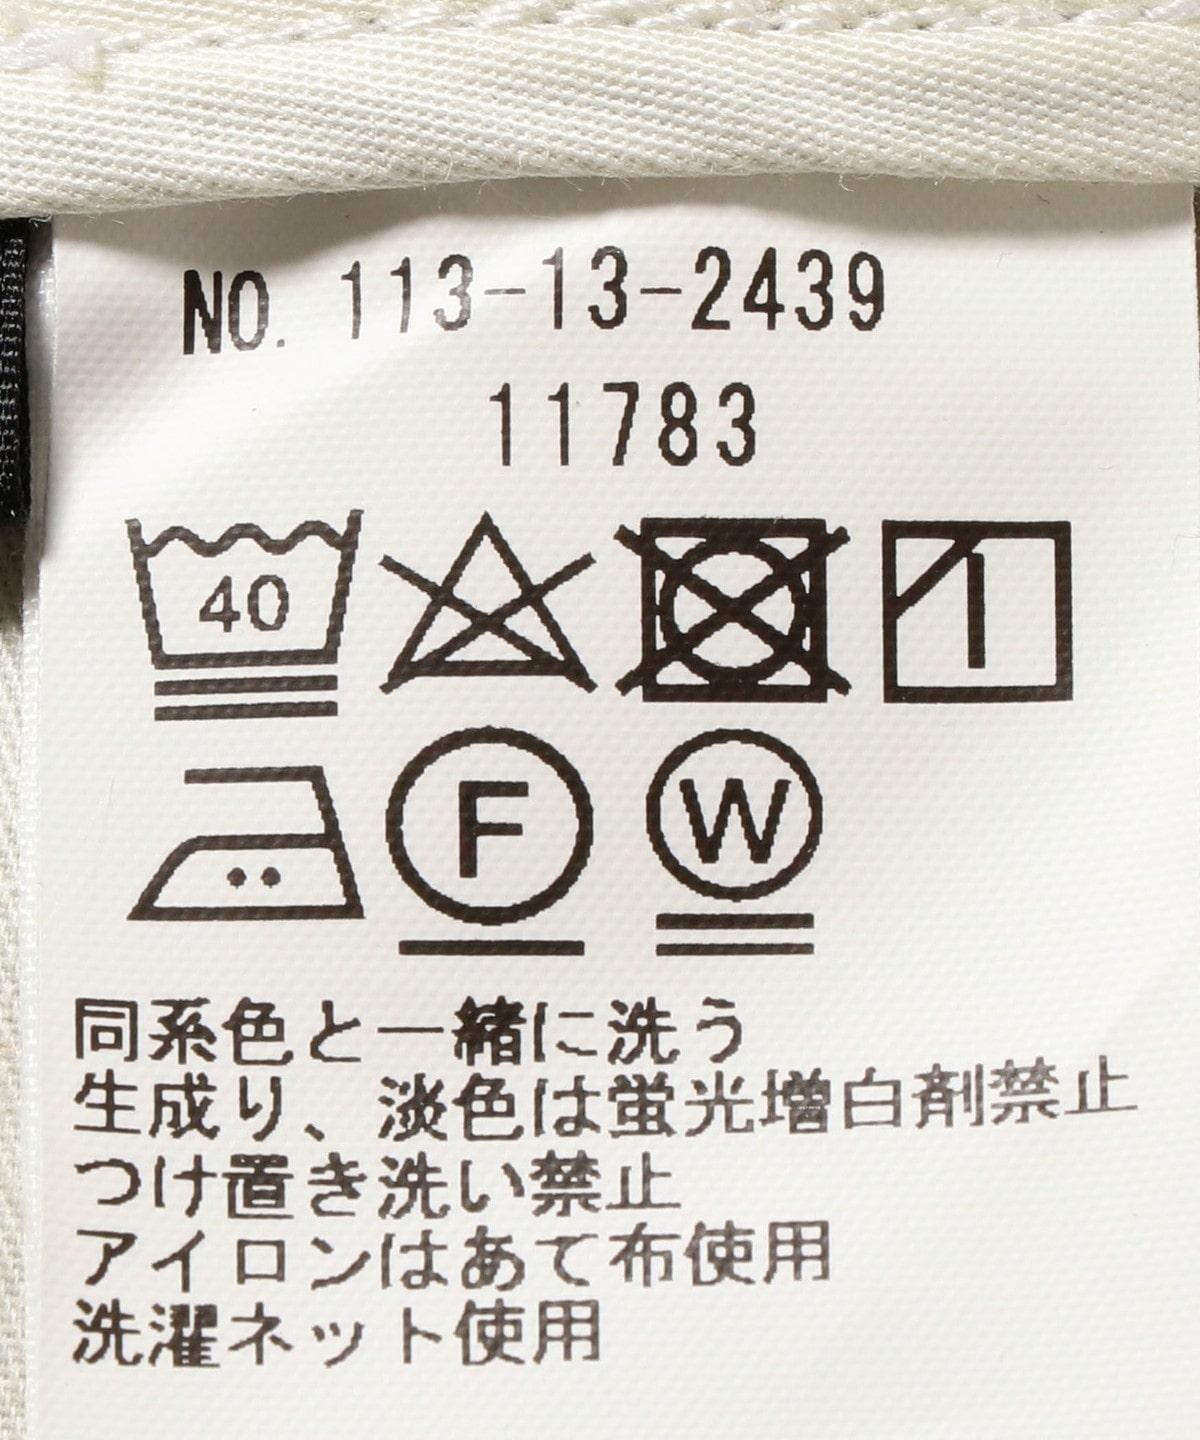 NO. 113-13-2439
11783
40
F W
同系色と一緒に洗う
生成り、淡色は蛍光増白剤禁止
つけ置き洗い禁止
アイロンはあて布使用
洗濯ネット使用